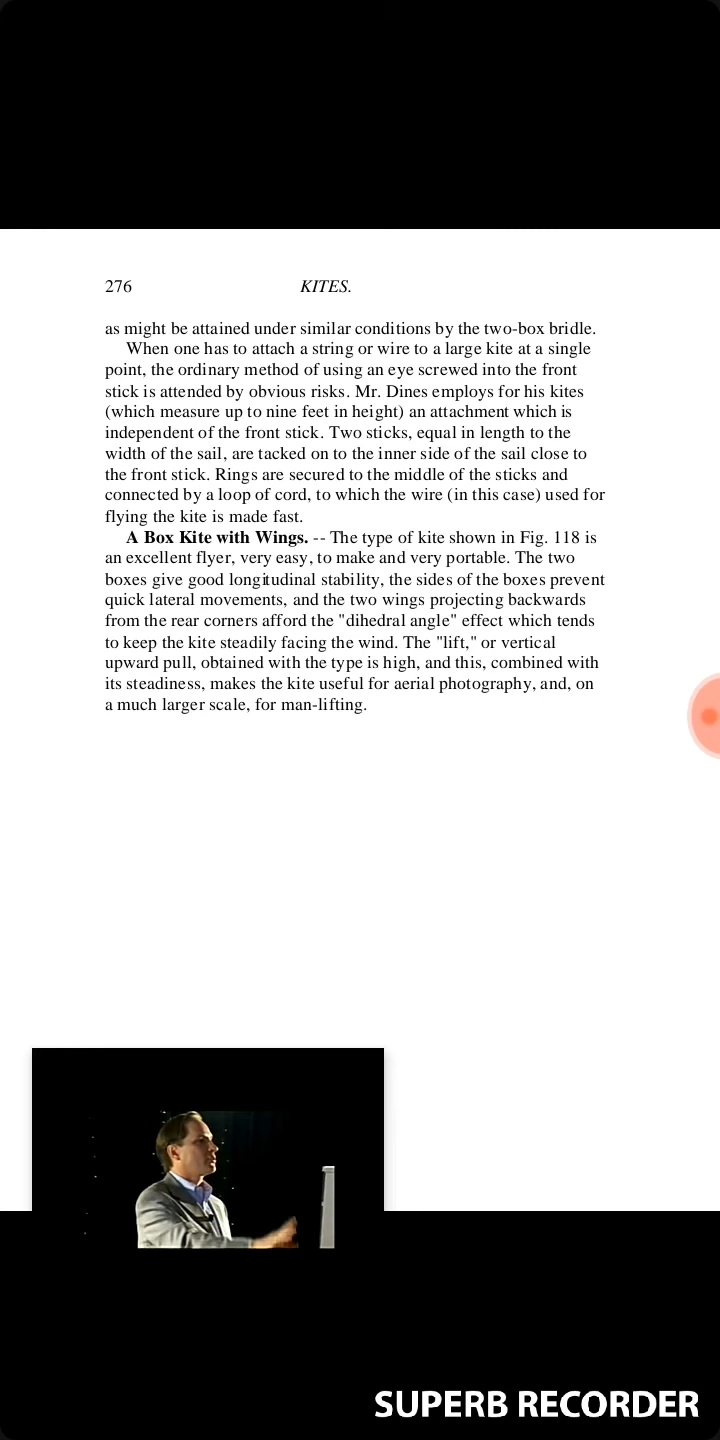 276 KITES.
as might be attained under similar conditions by the two-box bridle.
When one has to attach a string or wire to a large kite at a single
point, the ordinary method of using an eye screwed into the front
stick is attended by obvious risks. Mr. Dines employs for his kites
(which measure up to nine feet in height) an attachment which is
independent of the front stick. Two sticks, equal in length to the
width of the sail, are tacked on to the inner side of the sail close to
the front stick. Rings are secured to the middle of the sticks and
connected by a loop of cord, to which the wire (in this case) used for
flying the kite is made fast.
A Box Kite with Wings. -- The type of kite shown in Fig. 118 is
an excellent flyer, very easy, to make and very portable. The two
boxes give good longitudinal stability, the sides of the boxes prevent
quick lateral movements, and the two wings projecting backwards
from the rear corners afford the "dihedral angle" effect which tends
to keep the kite steadily facing the wind. The "lift," or vertical
upward pull, obtained with the type is high, and this, combined with
its steadiness, makes the kite useful for aerial photography, and, on
a much larger scale, for man-lifting.
SUPERB RECORDER